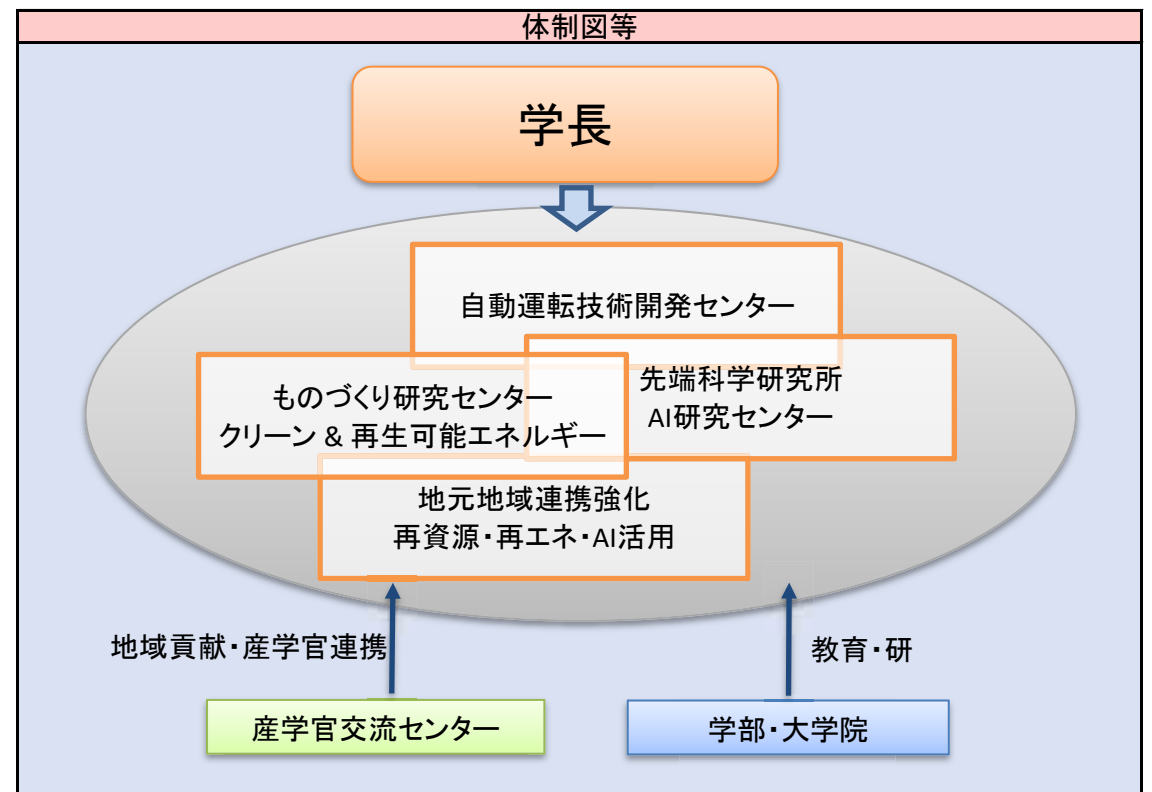 体制図等
学長
自動運転技術開発センター
先端科学研究所
AI研究センター
ものづくり研究センター
クリーン & 再生可能エネルギー
地元地域連携強化
再資源・再エネ・AI活用
地域貢献・産学官連携
教育・研
産学官交流センター
学部・大学院